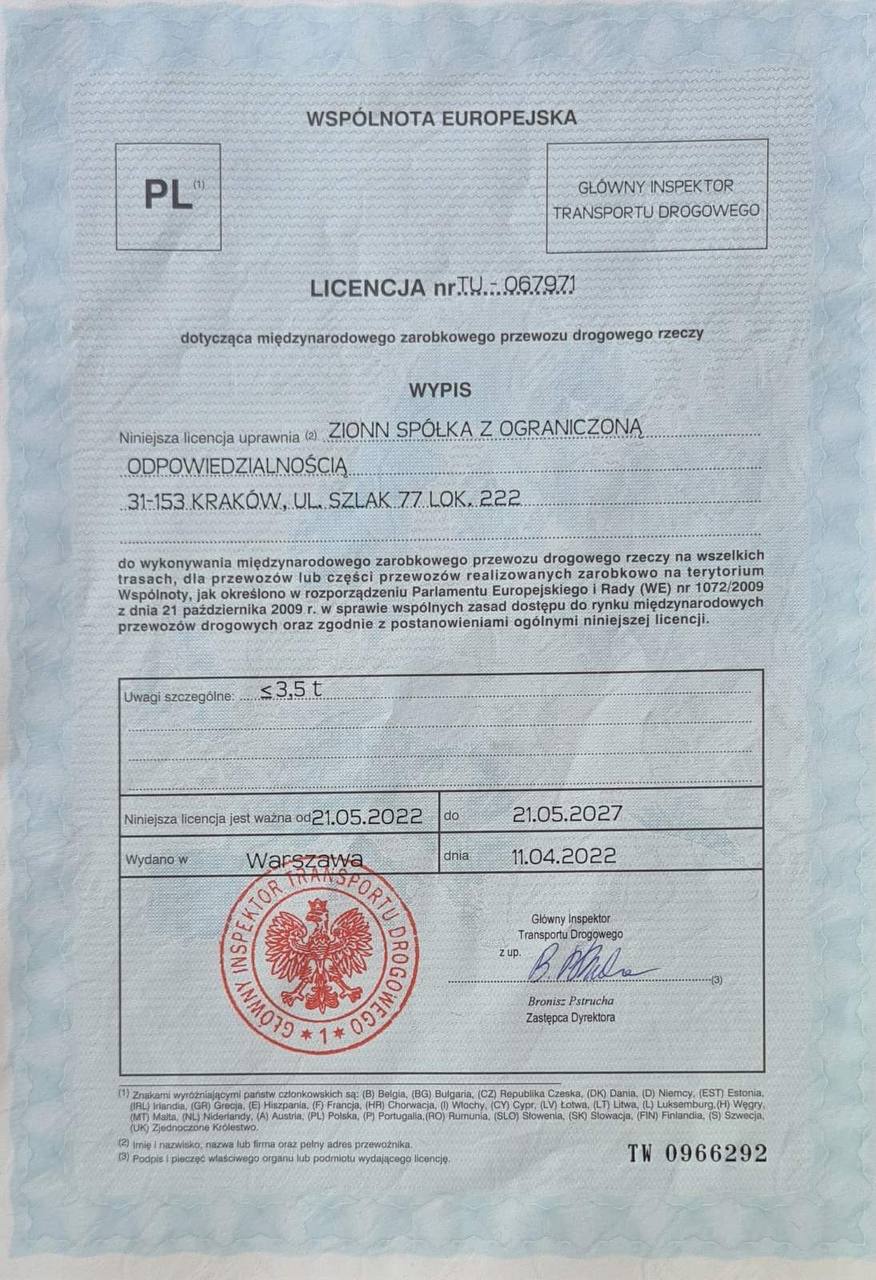 WSPÓLNOTA EUROPEJSKA
PL (1)
GŁÓWNY INSPEKTOR
TRANSPORTU DROGOWEGO
LICENCJA nr TU - 067971
dotycząca międzynarodowego zarobkowego przewozu drogowego rzeczy
WYPIS
Niniejsza licencja uprawnia (2) ZIONN SPÓŁKA Z OGRANICZONĄ
ODPOWIEDZIALNOŚCIĄ
31-153 KRAKÓW, UL. SZLAK 77 LOK. 222
do wykonywania międzynarodowego zarobkowego przewozu drogowego rzeczy na wszelkich
trasach, dla przewozów lub części przewozów realizowanych zarobkowo na terytorium
Wspólnoty, jak określono w rozporządzeniu Parlamentu Europejskiego i Rady (WE) nr 1072/2009
z dnia 21 października 2009 r. w sprawie wspólnych zasad dostępu do rynku międzynarodowych
przewozów drogowych oraz zgodnie z postanowieniami ogólnymi niniejszej licencji.
Uwagi szczególne: ≤ 3,5 t
Niniejsza licencja jest ważna od 21.05.2022 do 21.05.2027
Wydano w Warszawa dnia 11.04.2022
GŁÓWNY INSPEKTOR TRANSPORTU DROGOWEGO * 1 *
Główny Inspektor
Transportu Drogowego
z up.
(3)
Bronisz Pstrucha
Zastępca Dyrektora
(1) Znakami wyróżniającymi państw członkowskich są: (B) Belgia, (BG) Bułgaria, (CZ) Republika Czeska, (DK) Dania, (D) Niemcy, (EST) Estonia,
(IRL) Irlandia, (GR) Grecja, (E) Hiszpania, (F) Francja, (HR) Chorwacja, (I) Włochy, (CY) Cypr, (LV) Łotwa, (LT) Litwa, (L) Luksemburg,(H) Węgry,
(MT) Malta, (NL) Niderlandy, (A) Austria, (PL) Polska, (P) Portugalia,(RO) Rumunia, (SLO) Słowenia, (SK) Słowacja, (FIN) Finlandia, (S) Szwecja,
(UK) Zjednoczone Królestwo.
(2) Imię i nazwisko, nazwa lub firma oraz pełny adres przewoźnika.
(3) Podpis i pieczęć właściwego organu lub podmiotu wydającego licencję.
TW 0966292